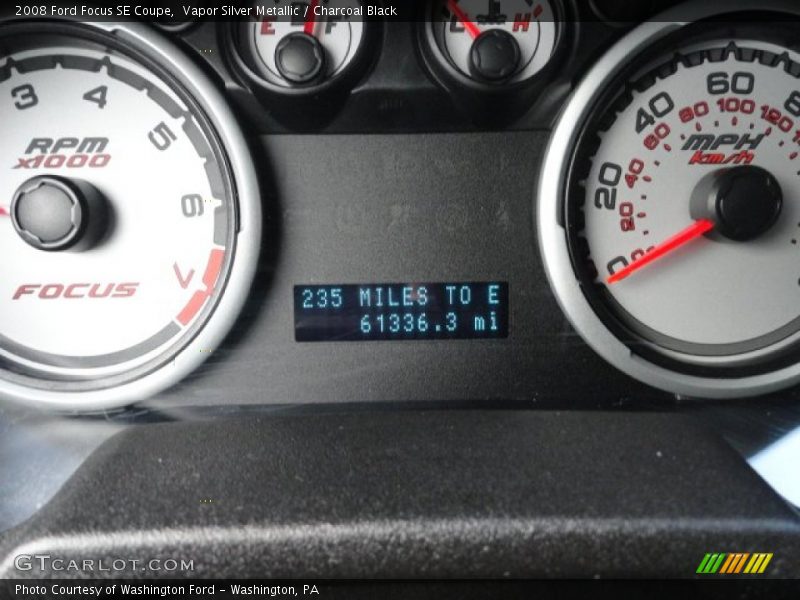 2008 Ford Focus SE Coupe,  Vapor Silver Metallic / Charcoal Black
E F
H
3 4 5 6
RPM
x1000
FOCUS
20 40 60
20 40 60 80 100 120
MPH
km/h
0
235 MILES TO E
61336.3 mi
GTCARLOT.COM
Photo Courtesy of Washington Ford - Washington, PA